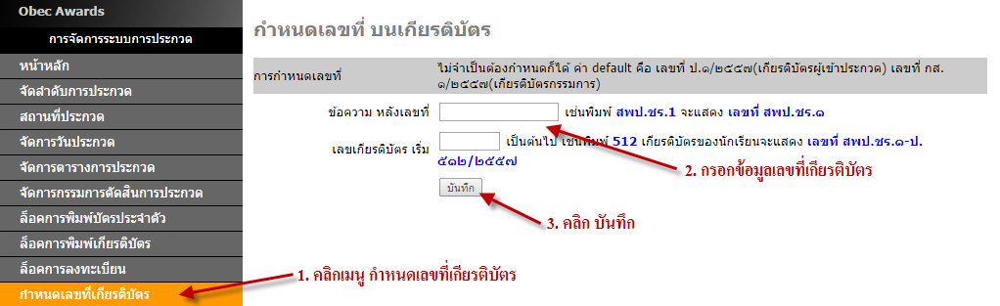 Obec Awards
การจัดการระบบการประกวด
หน้าหลัก
จัดลำดับการประกวด
สถานที่ประกวด
จัดการวันประกวด
จัดการตารางการประกวด
จัดการกรรมการตัดสินการประกวด
ล็อคการพิมพ์บัตรประจำตัว
ล็อคการพิมพ์เกียรติบัตร
ล็อคการลงทะเบียน
กำหนดเลขที่เกียรติบัตร
กำหนดเลขที่ บนเกียรติบัตร
การกำหนดเลขที่
ไม่จำเป็นต้องกำหนดก็ได้ ค่า default คือ เลขที่ ป.๑/๒๕๕๗(เกียรติบัตรผู้เข้าประกวด) เลขที่ กส.
๑/๒๕๕๗(เกียรติบัตรกรรมการ)
ข้อความ หลังเลขที่ เช่นพิมพ์ สพป.ชร.1 จะแสดง เลขที่ สพป.ชร.๑
เลขเกียรติบัตร เริ่ม เป็นต้นไป เช่นพิมพ์ 512 เกียรติบัตรของนักเรียนจะแสดง เลขที่ สพป.ชร.๑-ป.
๕๑๒/๒๕๕๗
บันทึก
2. กรอกข้อมูลเลขที่เกียรติบัตร
3. คลิก บันทึก
1. คลิกเมนู กำหนดเลขที่เกียรติบัตร